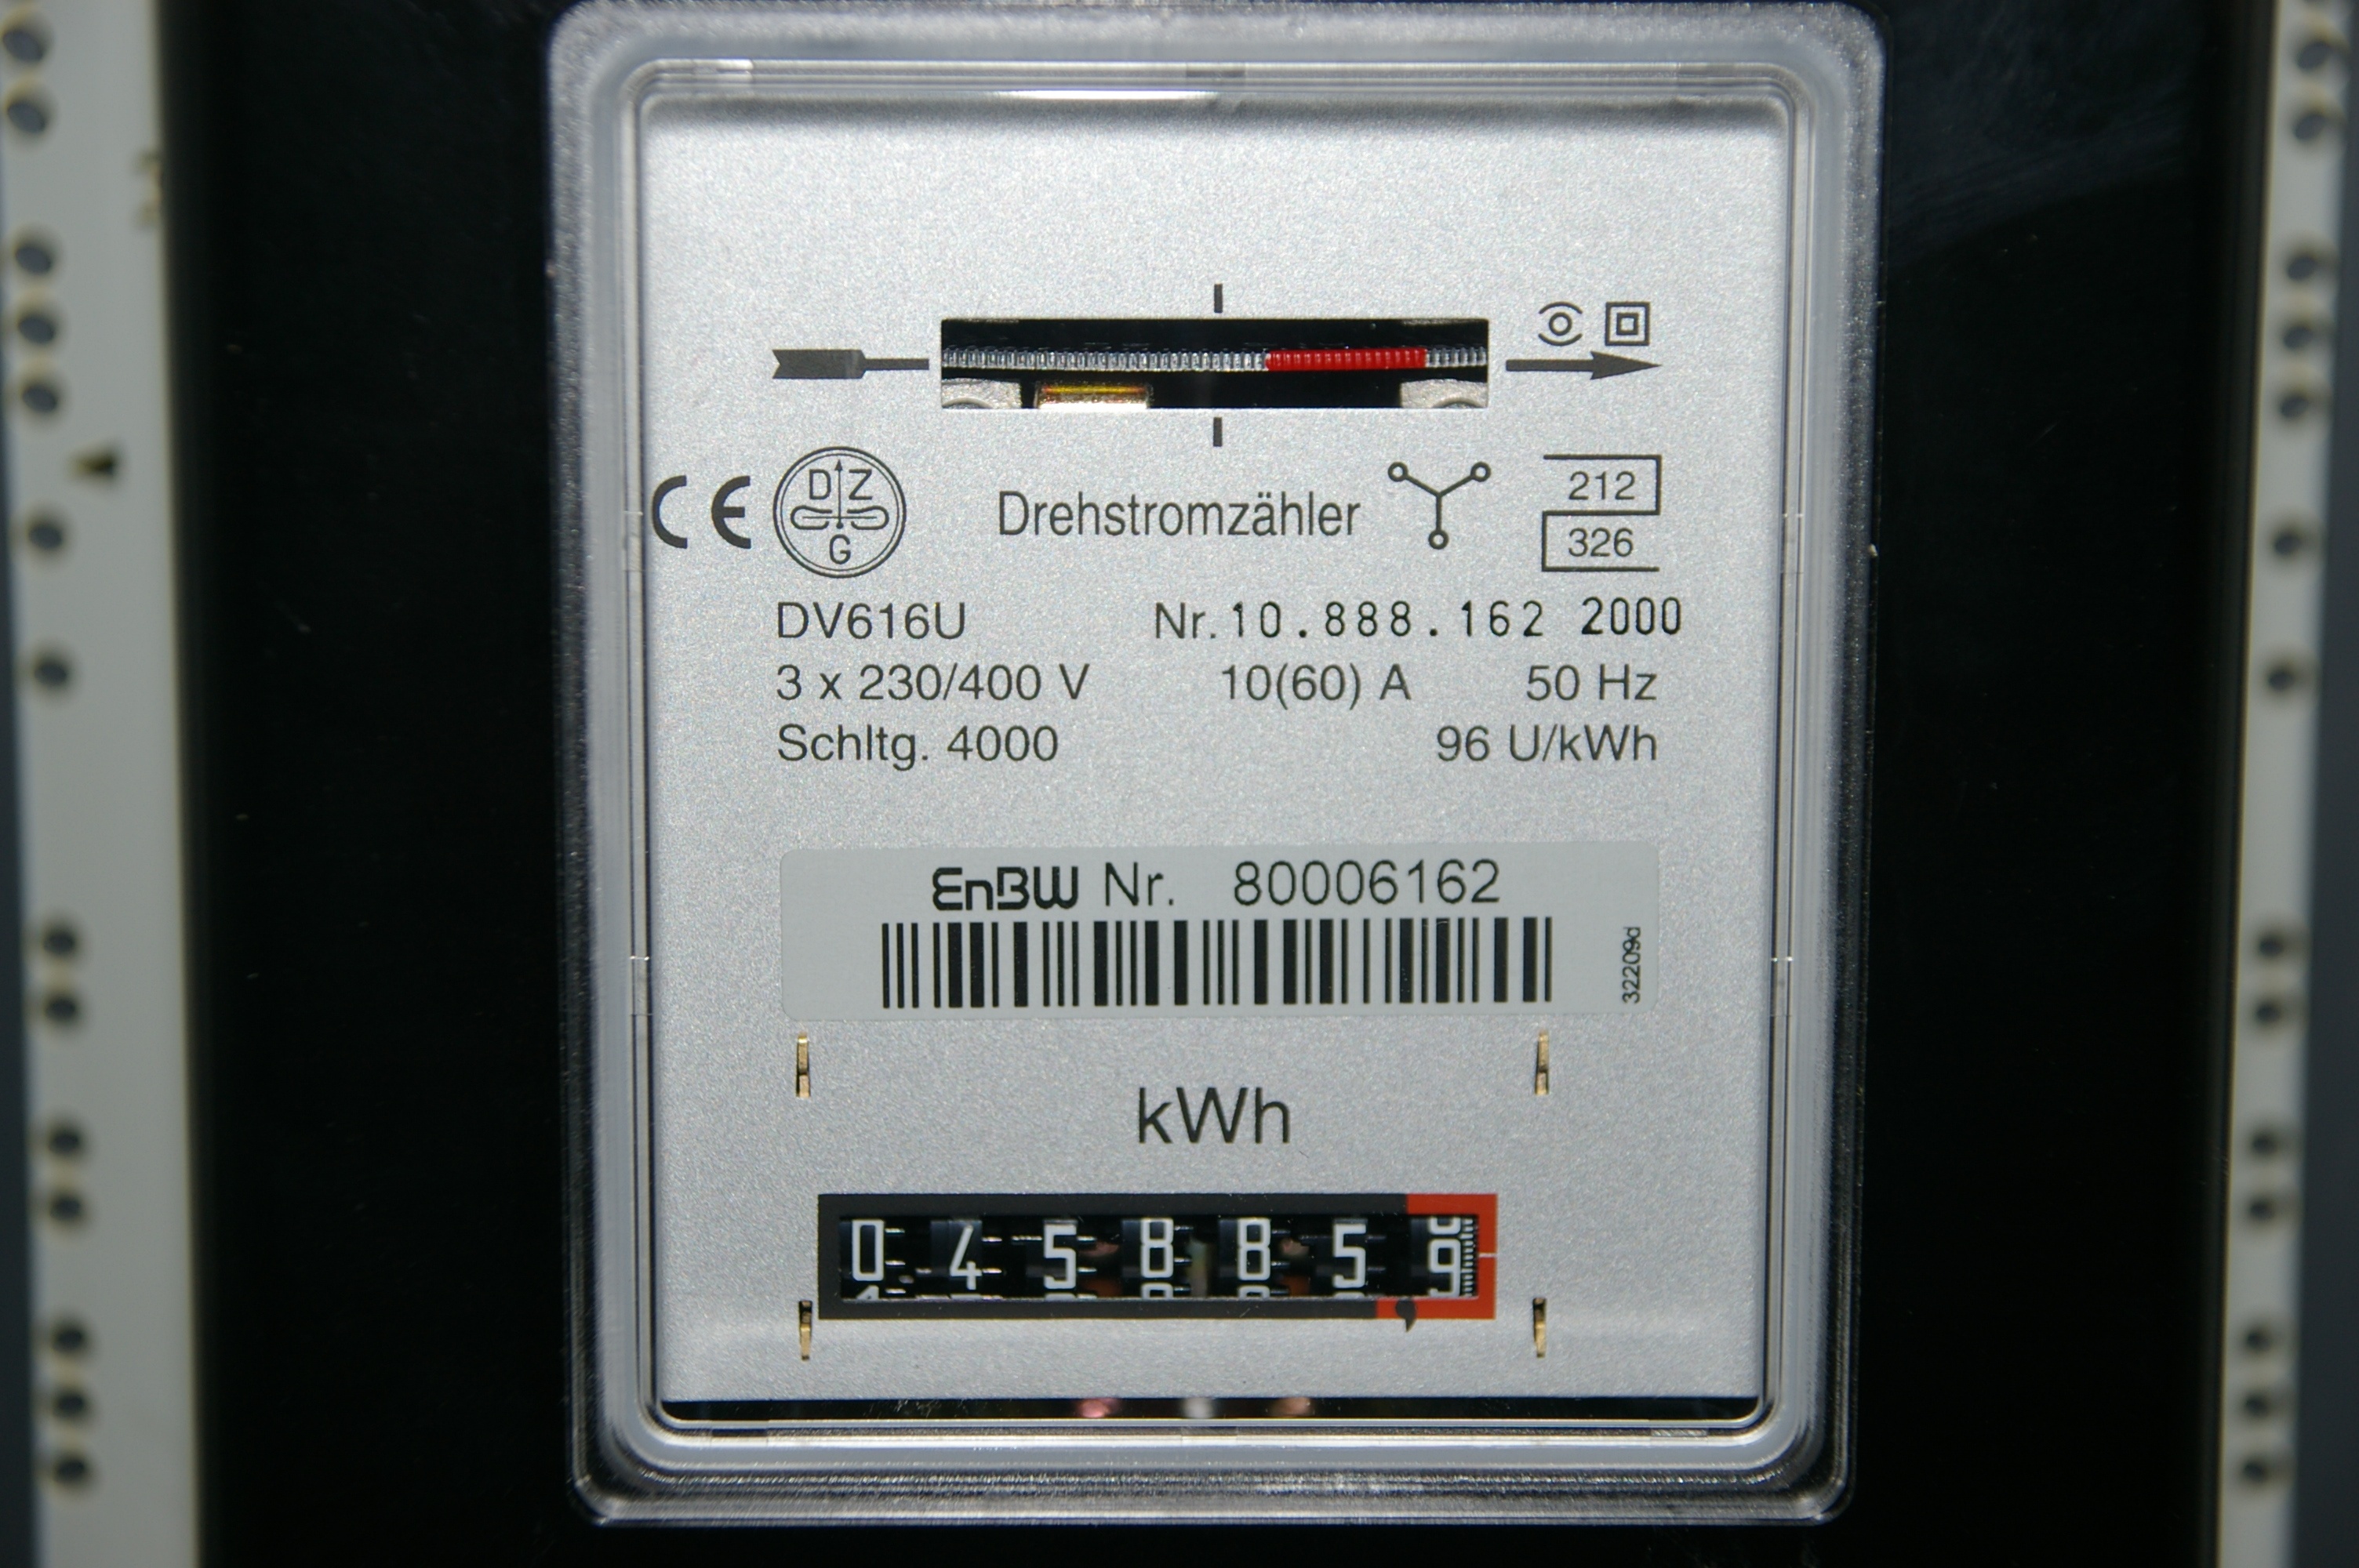 CE DZG Drehstromzähler 212
326
DV616U Nr. 10.888.162 2000
3 x 230/400 V 10(60) A 50 Hz
Schltg. 4000 96 U/kWh
EnBW Nr. 80006162
32209d
kWh
0 4 5 8 8 5 9